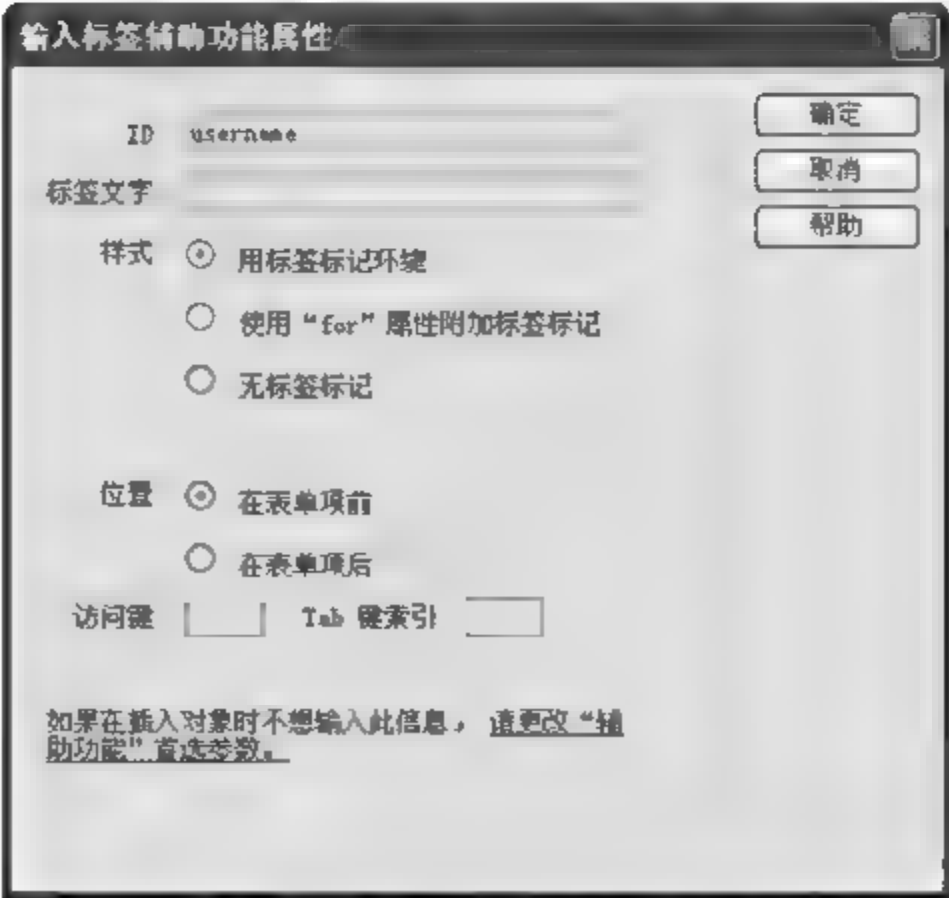 输入标签辅助功能属性
ID username
确定
标签文字
取消
帮助
样式 用标签标记环绕
使用“for”属性附加标签标记
无标签标记
位置 在表单项前
在表单项后
访问键 Tab 键索引
如果在插入对象时不想输入此信息,请更改“辅
助功能”首选参数。